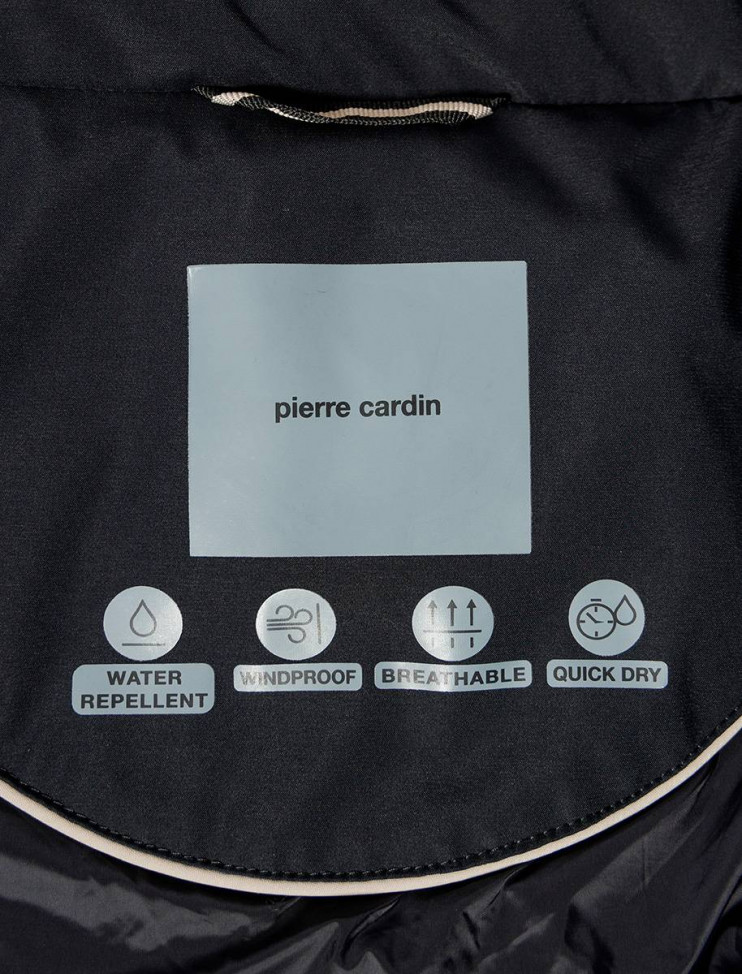 pierre cardin
WATER
REPELLENT
WINDPROOF
BREATHABLE
QUICK DRY